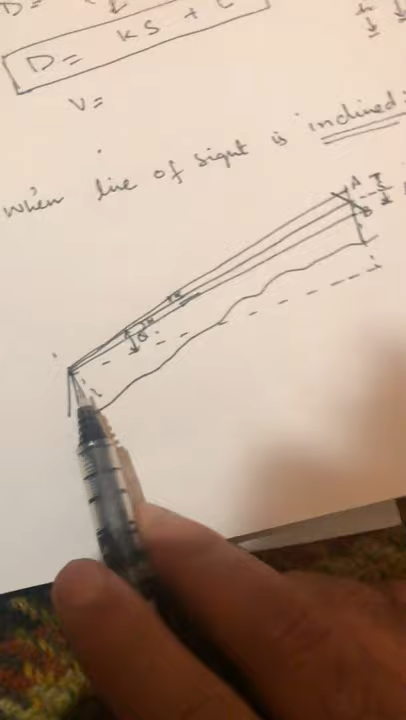 D=
D = KS + C
V=
when line of sight is inclined:
A
B
θ